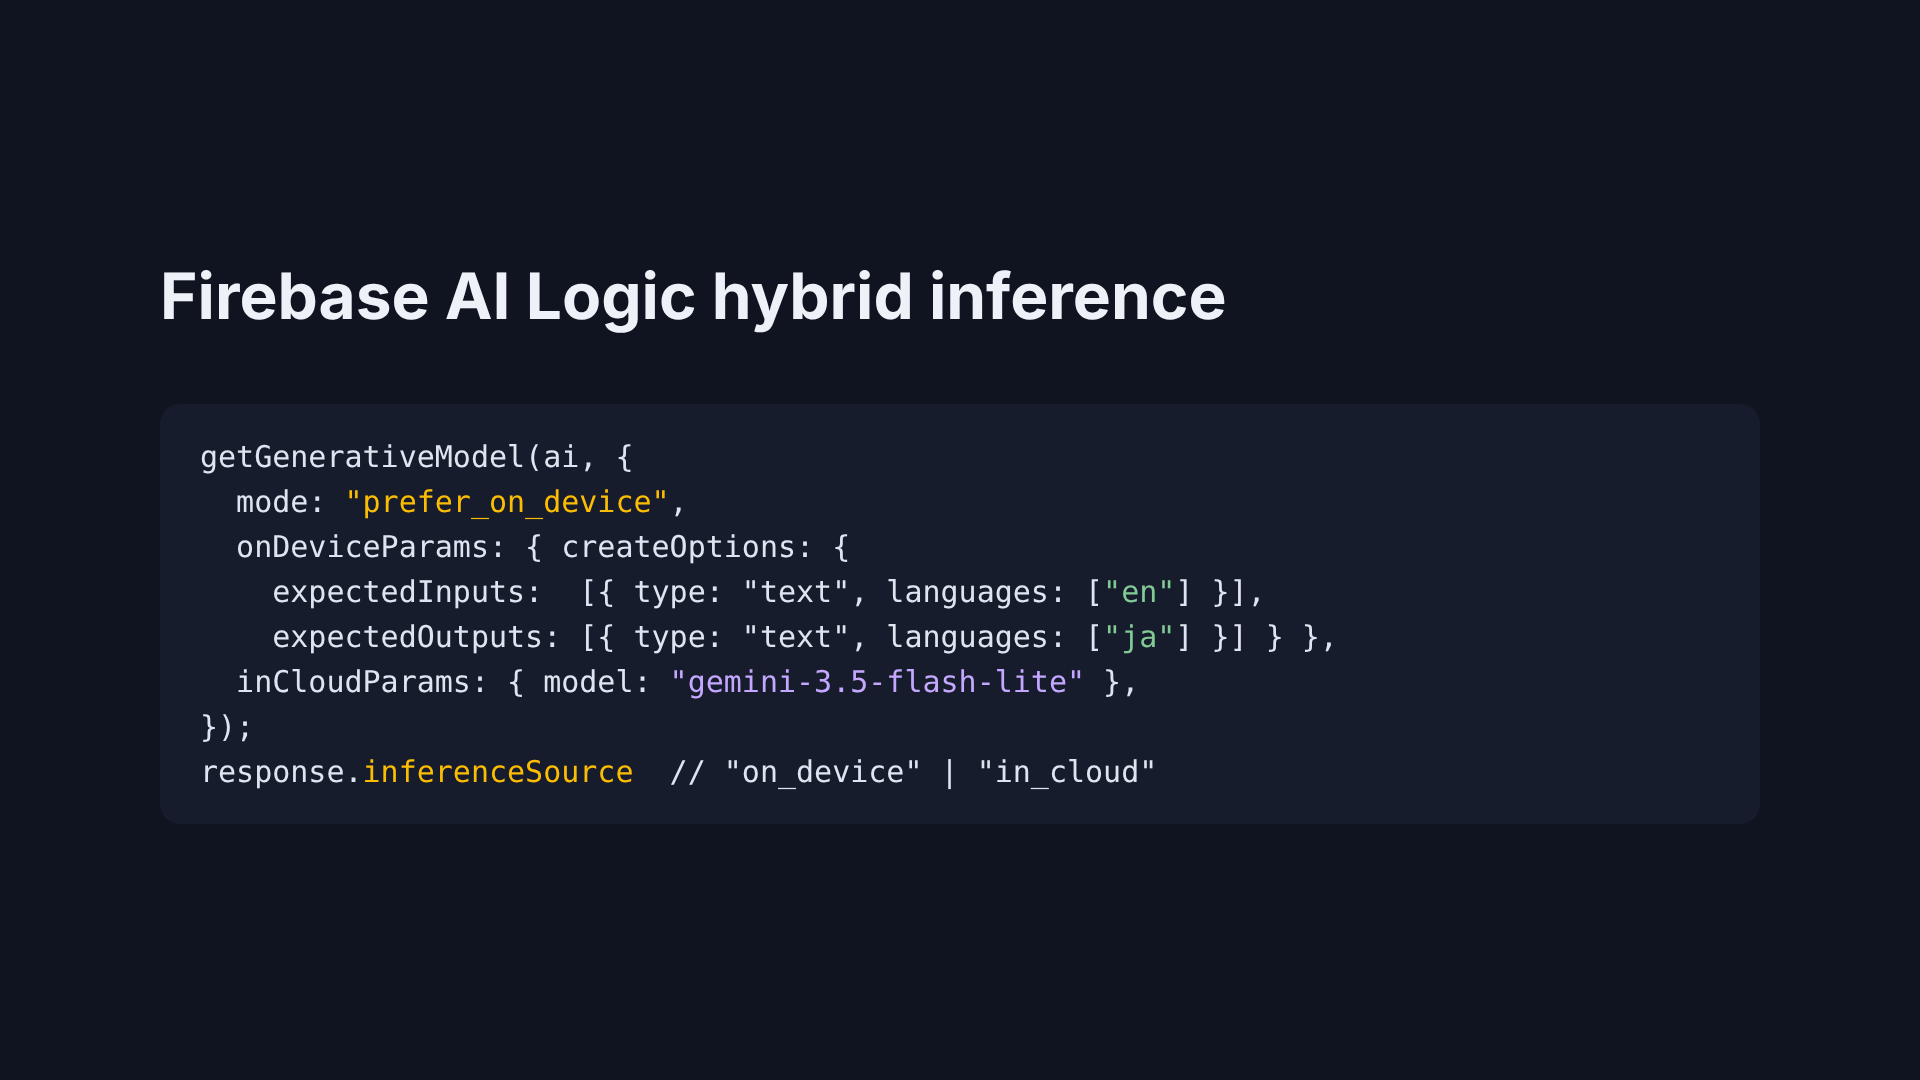 Firebase AI Logic hybrid inference
getGenerativeModel(ai, {
  mode: "prefer_on_device",
  onDeviceParams: { createOptions: {
    expectedInputs:  [{ type: "text", languages: ["en"] }],
    expectedOutputs: [{ type: "text", languages: ["ja"] }] } },
  inCloudParams: { model: "gemini-3.5-flash-lite" },
});
response.inferenceSource  // "on_device" | "in_cloud"